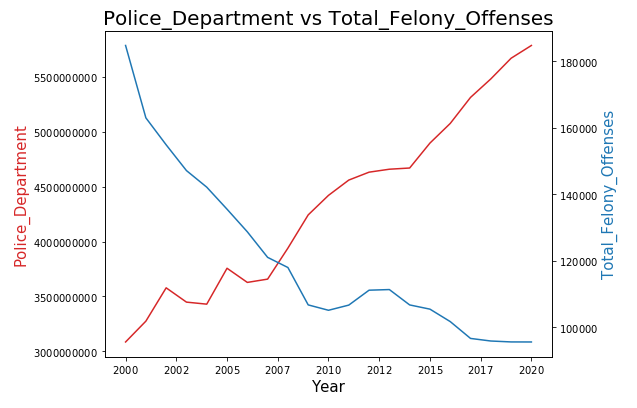 Police_Department vs Total_Felony_Offenses
Police_Department
5500000000
5000000000
4500000000
4000000000
3500000000
3000000000
180000
160000
140000
120000
100000
Total_Felony_Offenses
2000 2002 2005 2007 2010 2012 2015 2017 2020
Year